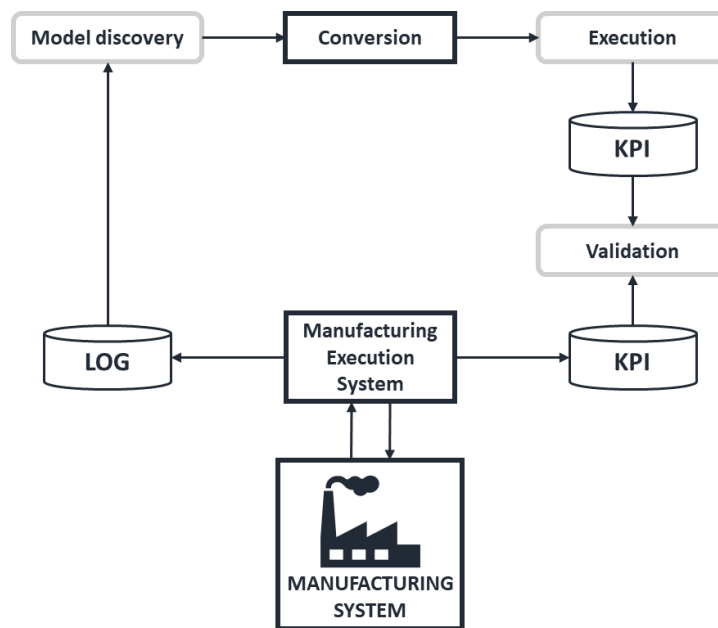 Model discovery
Conversion
Execution
KPI
Validation
Manufacturing
Execution
System
LOG
KPI
MANUFACTURING
SYSTEM